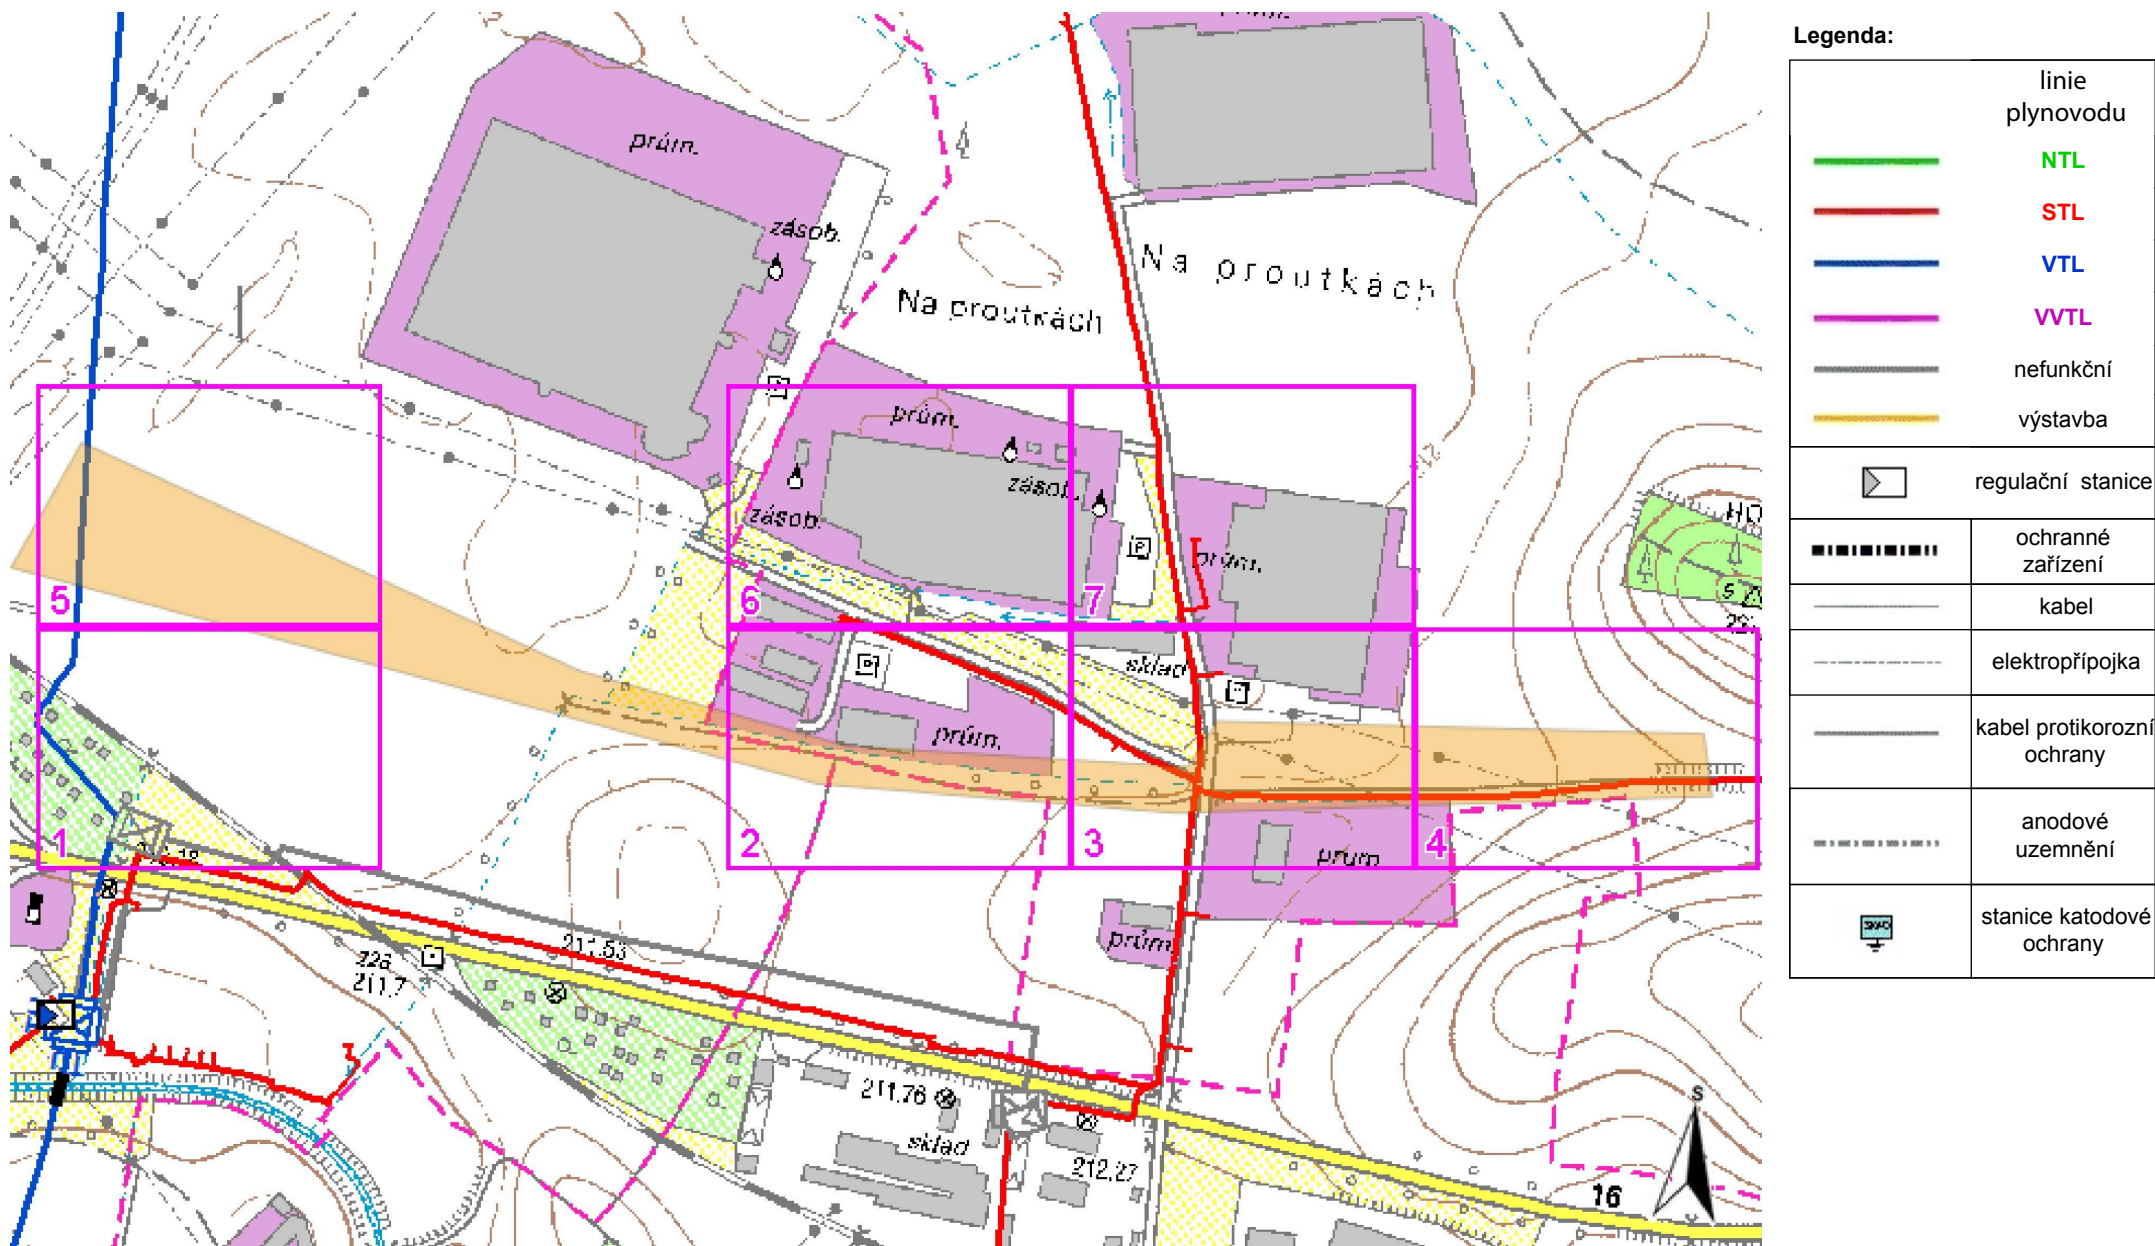 prům.
zásob.
Na proutkách
Na proutkách
prům.
zásob.
zásob.
prům.
5
6
7
sklad
prům.
1
2
3
4
prům.
211.53
211.7
prům.
211.76
sklad
212.27
16
S
Legenda:
linie
plynovodu
NTL
STL
VTL
VVTL
nefunkční
výstavba
regulační stanice
ochranné
zařízení
kabel
elektropřípojka
kabel protikorozní
ochrany
anodové
uzemnění
stanice katodové
ochrany